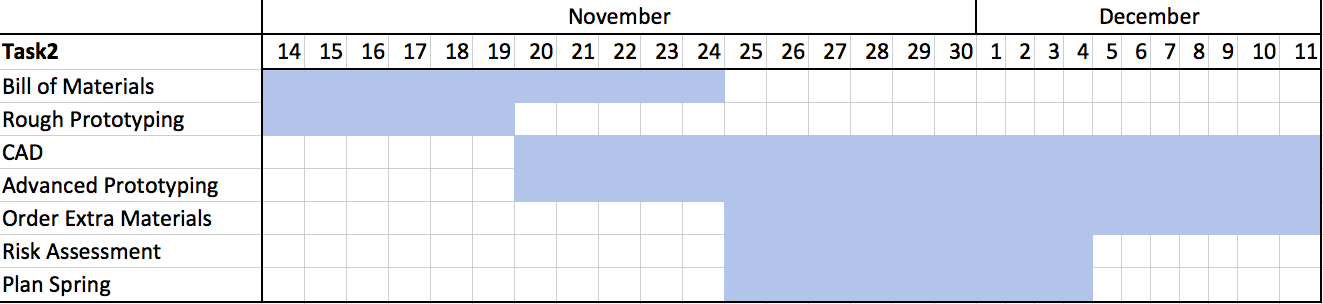 November December
Task2 14 15 16 17 18 19 20 21 22 23 24 25 26 27 28 29 30 1 2 3 4 5 6 7 8 9 10 11
Bill of Materials
Rough Prototyping
CAD
Advanced Prototyping
Order Extra Materials
Risk Assessment
Plan Spring